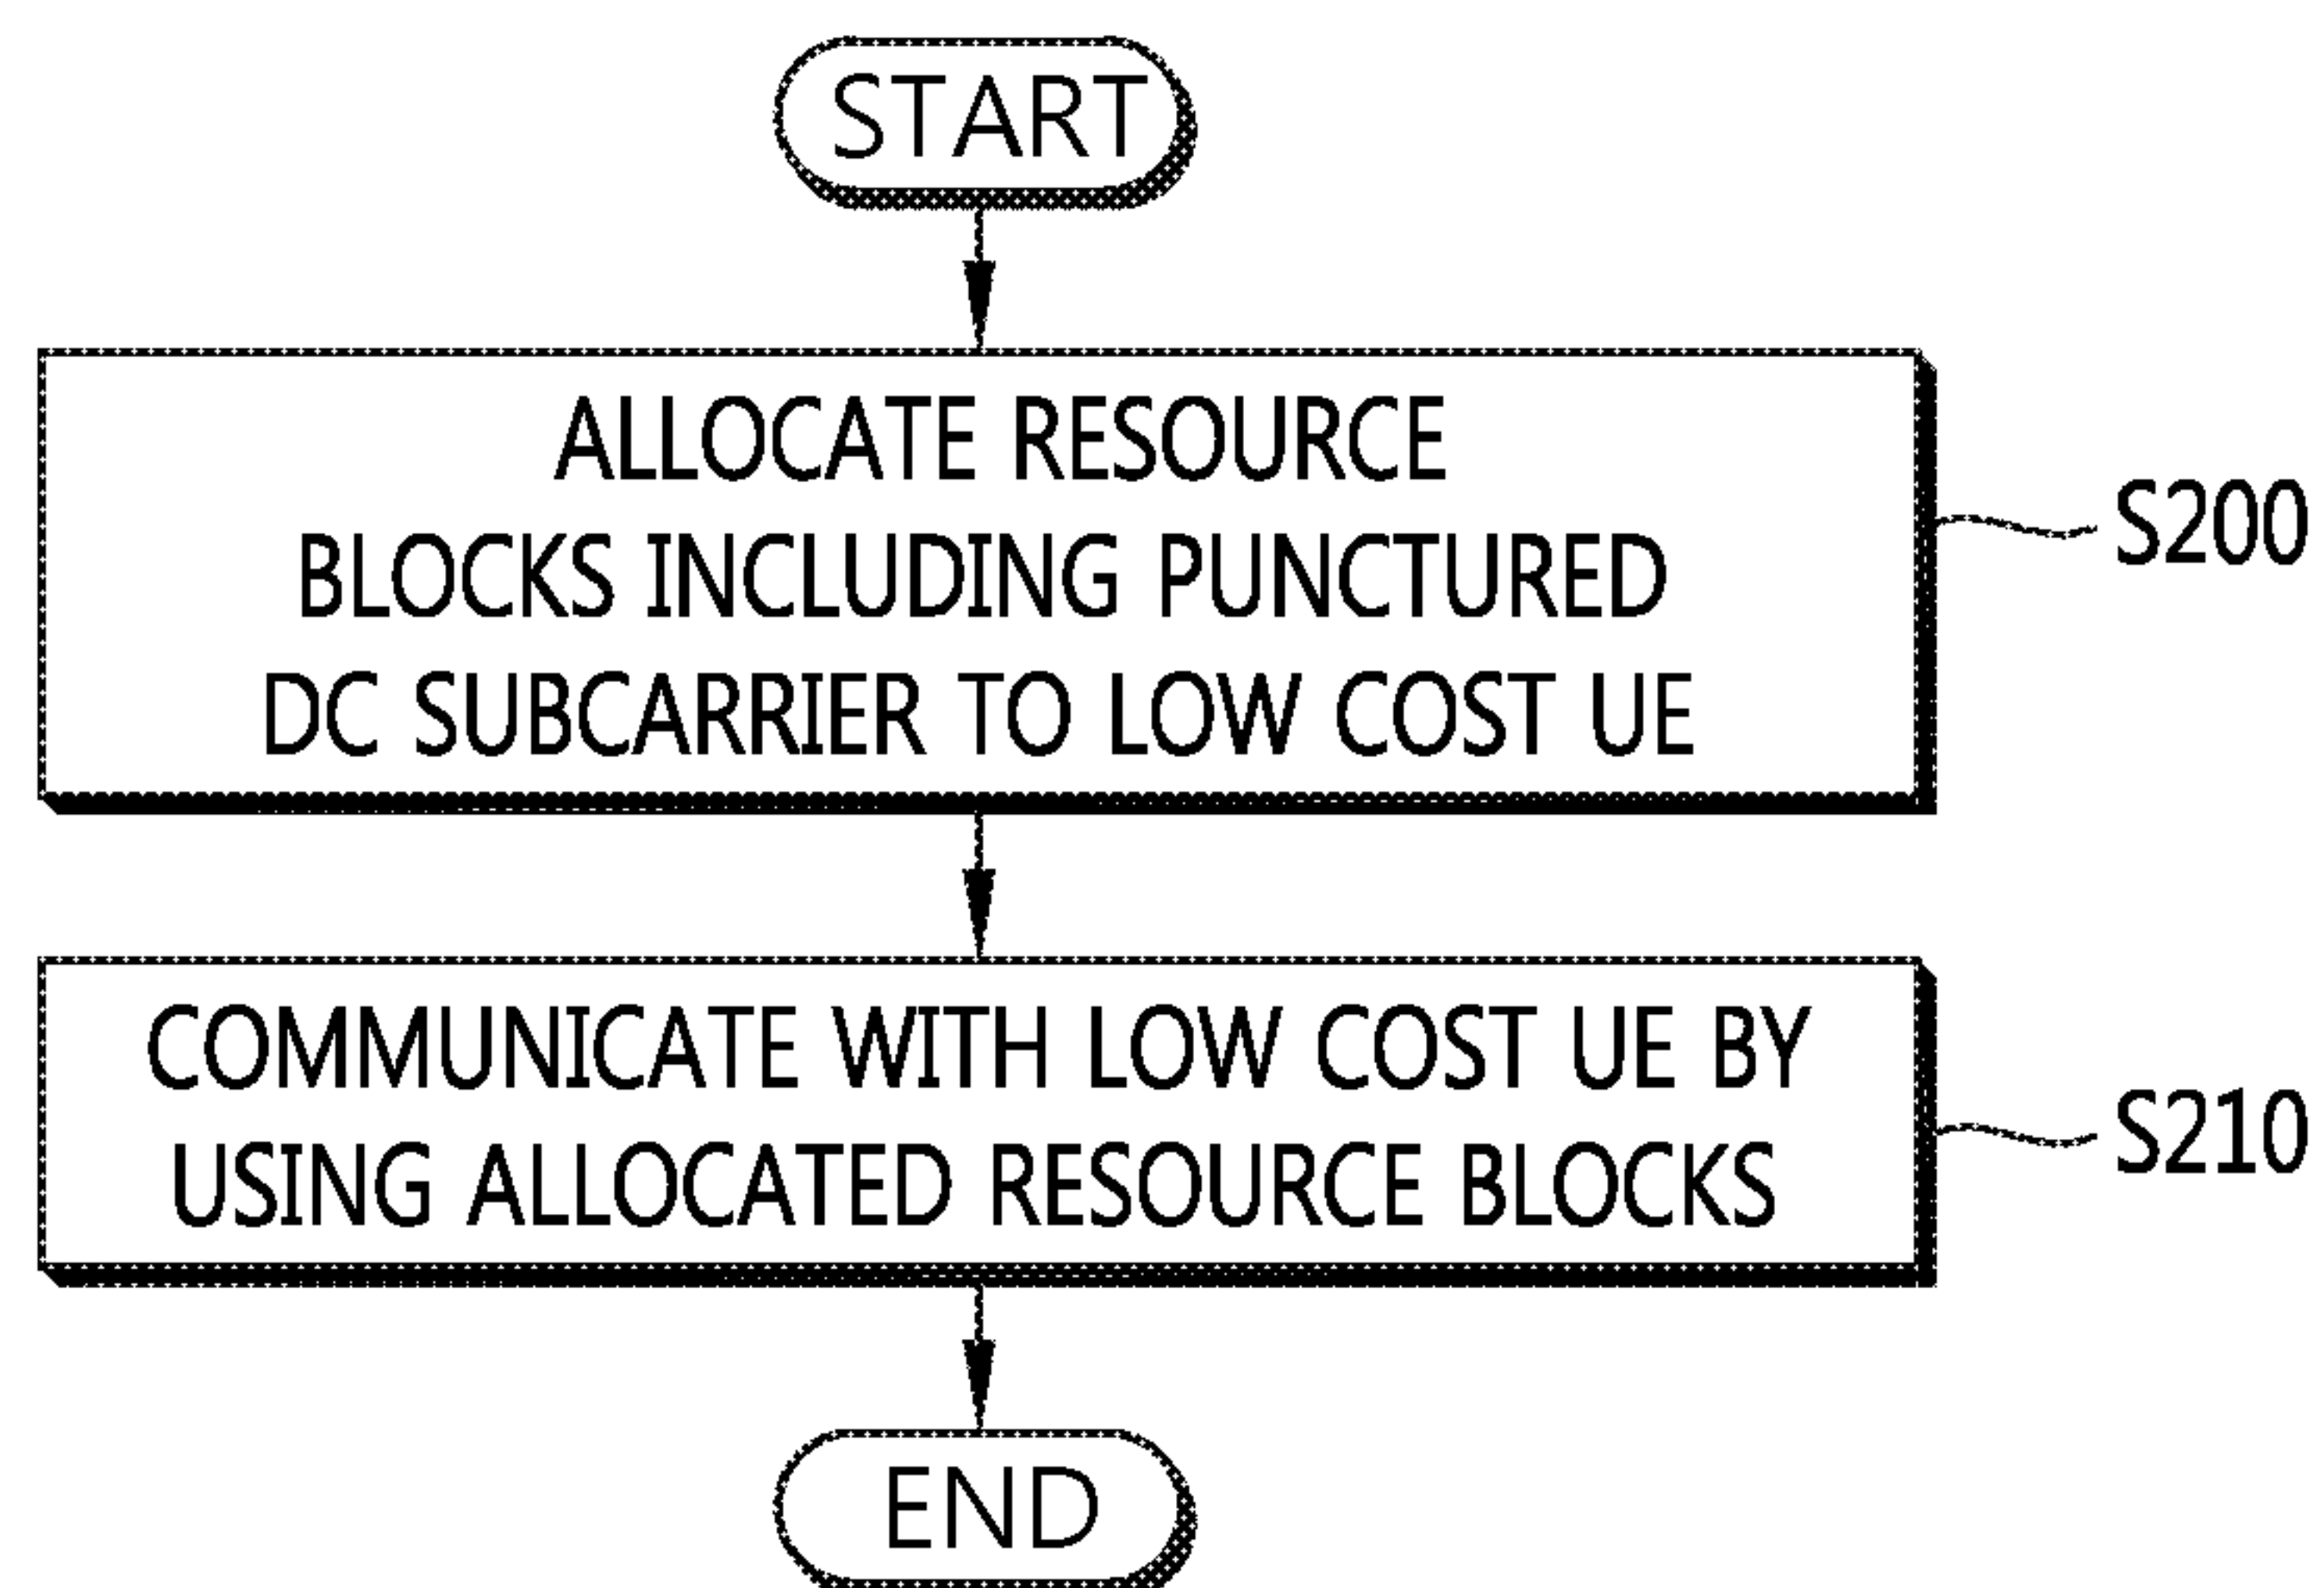 START
ALLOCATE RESOURCE
BLOCKS INCLUDING PUNCTURED
DC SUBCARRIER TO LOW COST UE
S200
COMMUNICATE WITH LOW COST UE BY
USING ALLOCATED RESOURCE BLOCKS
S210
END